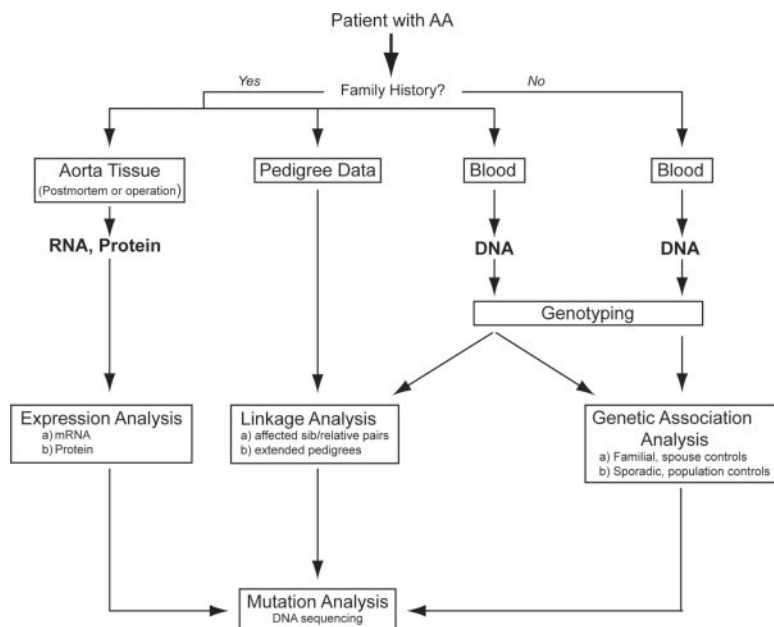 Patient with AA
Yes
Family History?
No
Aorta Tissue
(Postmortem or operation)
Pedigree Data
Blood
Blood
RNA, Protein
DNA
DNA
Genotyping
Expression Analysis
a) mRNA
b) Protein
Linkage Analysis
a) affected sib/relative pairs
b) extended pedigrees
Genetic Association
Analysis
a) Familial, spouse controls
b) Sporadic, population controls
Mutation Analysis
DNA sequencing